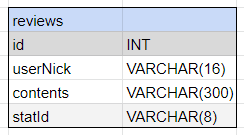 reviews
id INT
userNick VARCHAR(16)
contents VARCHAR(300)
statId VARCHAR(8)